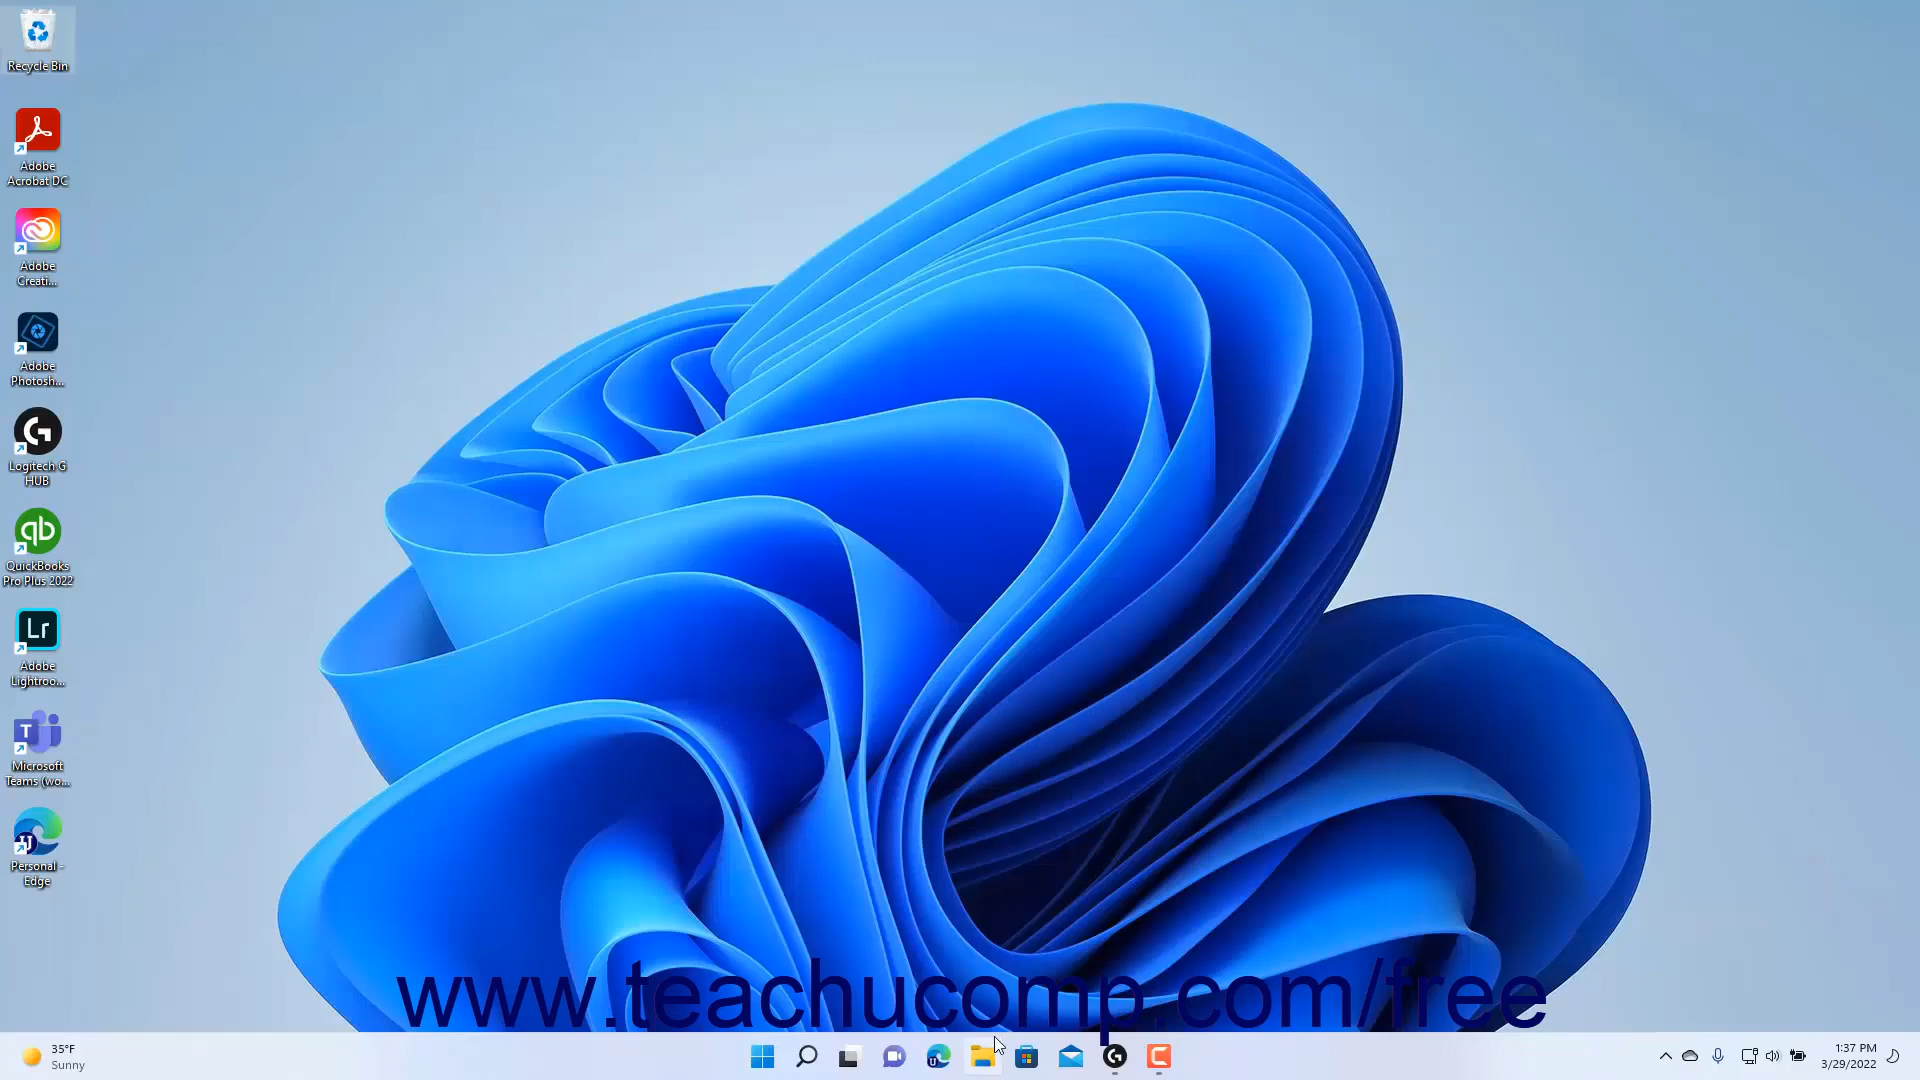 Recycle Bin
Adobe
Acrobat DC
Adobe
Creati...
Adobe
Photosh...
Logitech G
HUB
QuickBooks
Pro Plus 2022
Lr
Adobe
Lightroo...
Microsoft
Teams (wo...
Personal -
Edge
www.teachucomp.com/free
35°F
Sunny
1:37 PM
3/29/2022